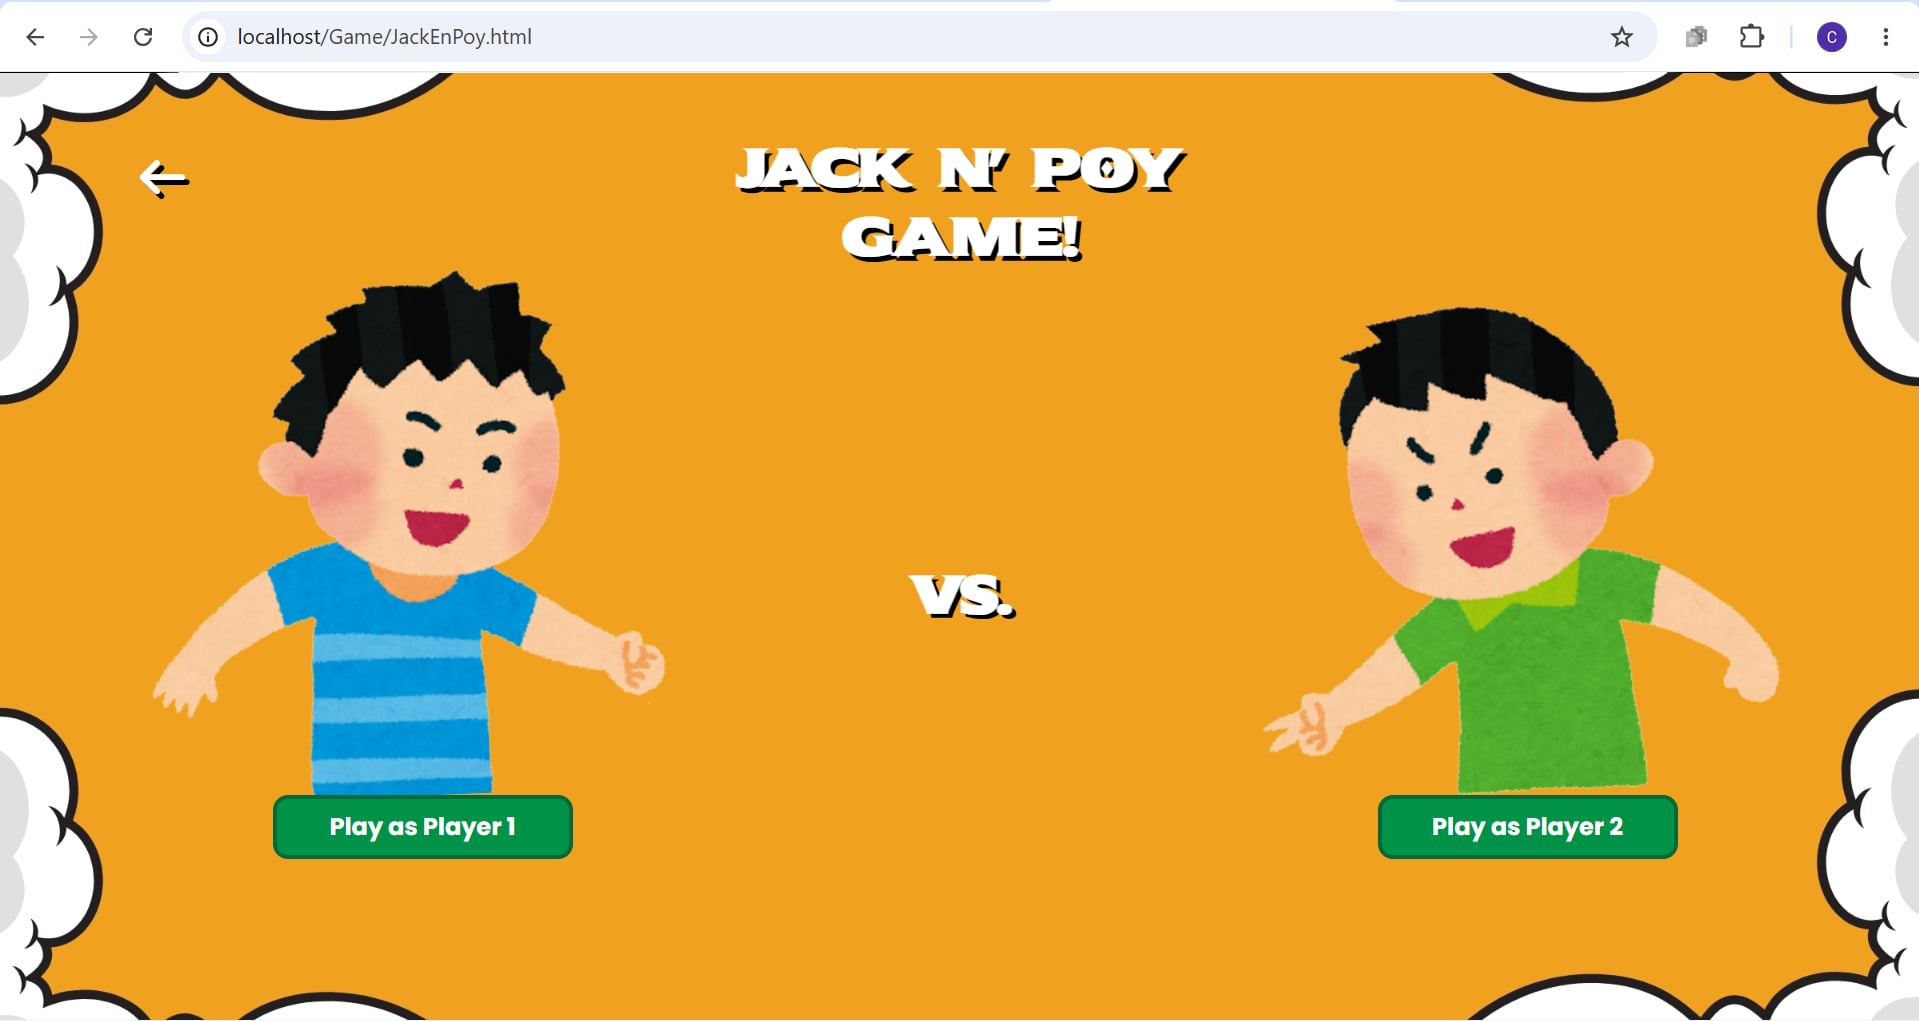 localhost/Game/JackEnPoy.html
C
JACK N' POY
GAME!
VS.
Play as Player 1
Play as Player 2